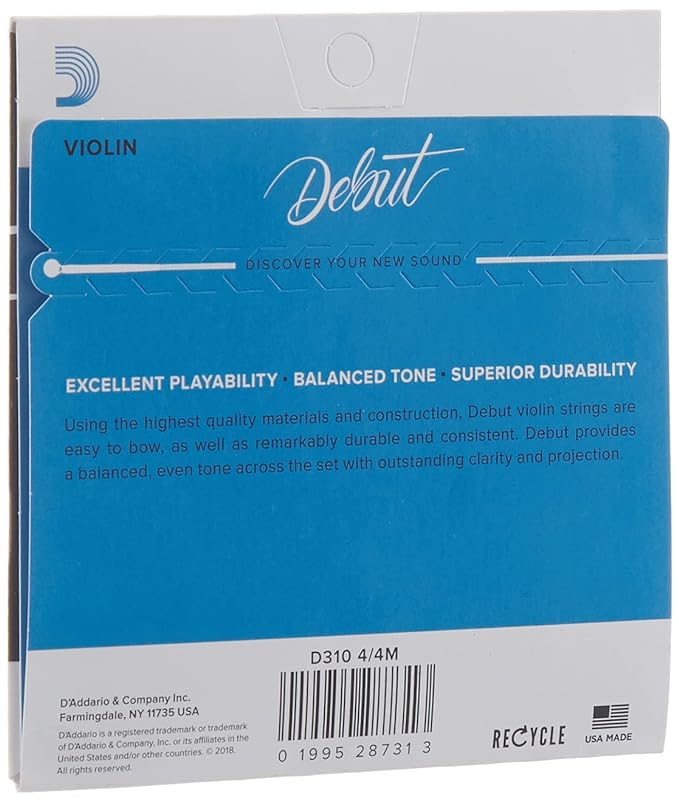 VIOLIN
Debut
DISCOVER YOUR NEW SOUND
EXCELLENT PLAYABILITY · BALANCED TONE · SUPERIOR DURABILITY
Using the highest quality materials and construction, Debut violin strings are
easy to bow, as well as remarkably durable and consistent. Debut provides
a balanced, even tone across the set with outstanding clarity and projection.
D310 4/4M
D'Addario & Company Inc.
Farmingdale, NY 11735 USA
D'Addario is a registered trademark or trademark
of D'Addario & Company, Inc. or its affiliates in the
United States and/or other countries. © 2018.
All rights reserved.
0 1995 28731 3
RECYCLE
USA MADE